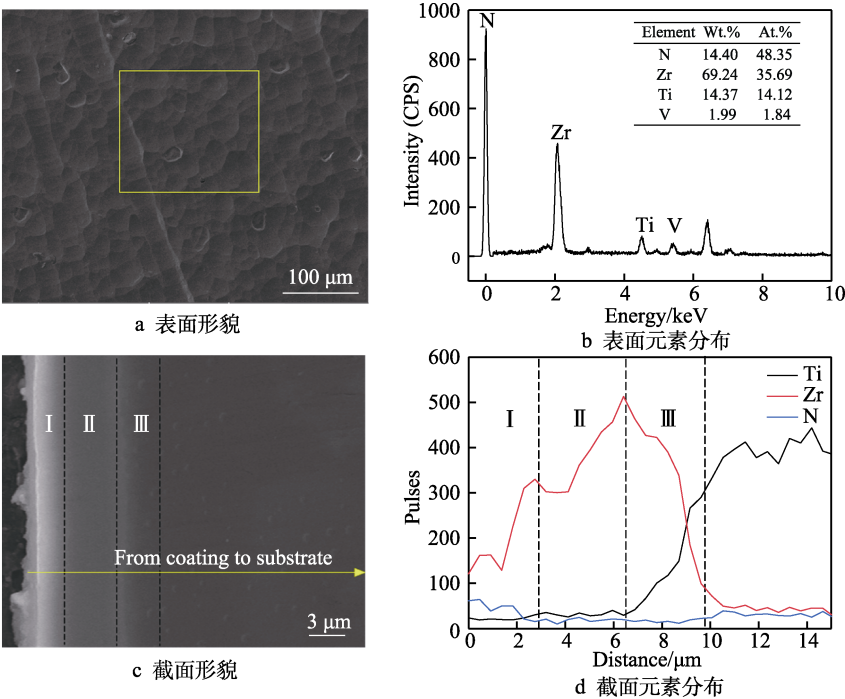 100 μm
a 表面形貌
N
Zr
Ti
V
Element Wt.% At.%
N 14.40 48.35
Zr 69.24 35.69
Ti 14.37 14.12
V 1.99 1.84
Intensity (CPS)
1000
800
600
400
200
0
0 2 4 6 8 10
Energy/keV
b 表面元素分布
Ⅰ Ⅱ Ⅲ
From coating to substrate
3 μm
c 截面形貌
Ⅰ Ⅱ Ⅲ
Ti
Zr
N
Pulses
600
500
400
300
200
100
0
0 2 4 6 8 10 12 14
Distance/μm
d 截面元素分布